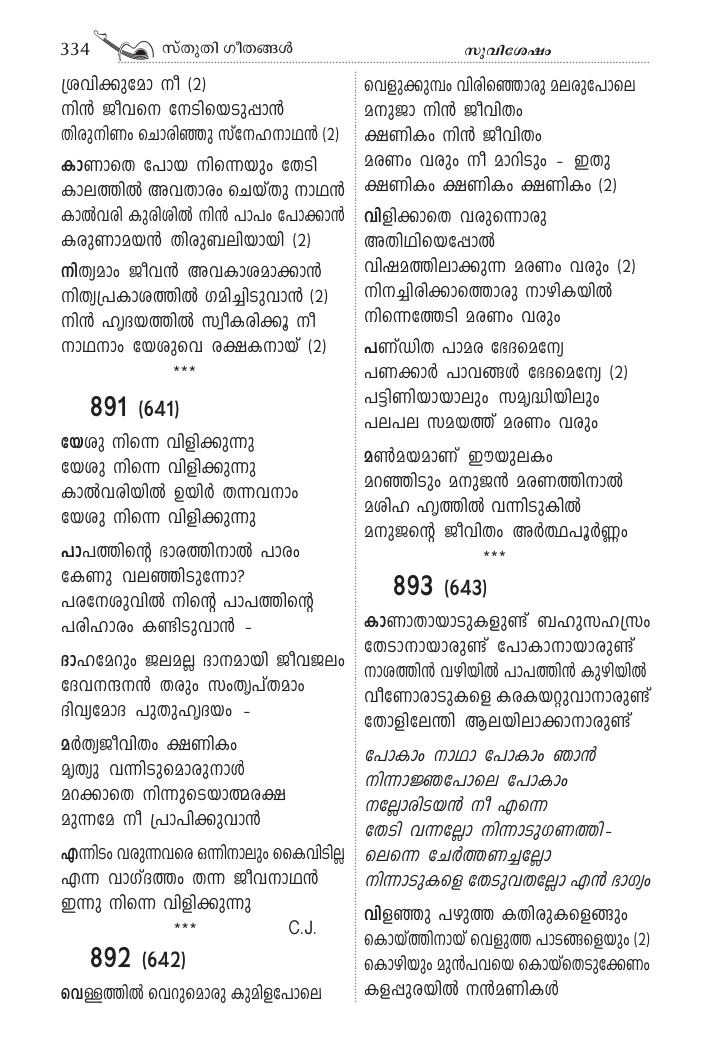 334 സ്തുതി ഗീതങ്ങൾ
സുവിശേഷം
ശ്രവിക്കുമോ നീ (2)
നിൻ ജീവനെ നേടിയെടുപ്പാൻ
തിരുനിണം ചൊരിഞ്ഞു സ്നേഹനാഥൻ (2)
കാണാതെ പോയ നിന്നെയും തേടി
കാലത്തിൽ അവതാരം ചെയ്തു നാഥൻ
കാൽവരി കുരിശിൽ നിൻ പാപം പോക്കാൻ
കരുണാമയൻ തിരുബലിയായി (2)
നിത്യമാം ജീവൻ അവകാശമാക്കാൻ
നിത്യപ്രകാശത്തിൽ ഗമിച്ചിടുവാൻ (2)
നിൻ ഹൃദയത്തിൽ സ്വീകരിക്കൂ നീ
നാഥനാം യേശുവെ രക്ഷകനായ് (2)
***
891 (641)
യേശു നിന്നെ വിളിക്കുന്നു
യേശു നിന്നെ വിളിക്കുന്നു
കാൽവരിയിൽ ഉയിർ തന്നവനാം
യേശു നിന്നെ വിളിക്കുന്നു
പാപത്തിന്റെ ഭാരത്തിനാൽ പാരം
കേണു വലഞ്ഞിടുന്നോ?
പരനേശുവിൽ നിന്റെ പാപത്തിന്റെ
പരിഹാരം കണ്ടിടുവാൻ -
ദാഹമേറും ജലമല്ല ദാനമായി ജീവജലം
ദേവനന്ദനൻ തരും സംതൃപ്തമാം
ദിവ്യമോദ പുതുഹൃദയം -
മർത്യജീവിതം ക്ഷണികം
മൃത്യു വന്നിടുമൊരുനാൾ
മറക്കാതെ നിന്നുടെയാത്മരക്ഷ
മുന്നമേ നീ പ്രാപിക്കുവാൻ
എന്നിടം വരുന്നവരെ ഒന്നിനാലും കൈവിടില്ല
എന്ന വാഗ്ദത്തം തന്ന ജീവനാഥൻ
ഇന്നു നിന്നെ വിളിക്കുന്നു
*** C.J.
892 (642)
വെള്ളത്തിൽ വെറുമൊരു കുമിളപോലെ
വെളുക്കുമ്പം വിരിഞ്ഞൊരു മലരുപോലെ
മനുജാ നിൻ ജീവിതം
ക്ഷണികം നിൻ ജീവിതം
മരണം വരും നീ മാറിടും - ഇതു
ക്ഷണികം ക്ഷണികം ക്ഷണികം (2)
വിളിക്കാതെ വരുന്നൊരു
അതിഥിയെപ്പോൽ
വിഷമത്തിലാക്കുന്ന മരണം വരും (2)
നിനച്ചിരിക്കാത്തൊരു നാഴികയിൽ
നിന്നെത്തേടി മരണം വരും
പണ്ഡിത പാമര ഭേദമെന്യേ
പണക്കാർ പാവങ്ങൾ ഭേദമെന്യേ (2)
പട്ടിണിയായാലും സമൃദ്ധിയിലും
പലപല സമയത്ത് മരണം വരും
മൺമയമാണ് ഈയുലകം
മറഞ്ഞിടും മനുജൻ മരണത്തിനാൽ
മശിഹ ഹൃത്തിൽ വന്നിടുകിൽ
മനുജന്റെ ജീവിതം അർത്ഥപൂർണ്ണം
***
893 (643)
കാണാതായാടുകളുണ്ട് ബഹുസഹസ്രം
തേടാനായാരുണ്ട് പോകാനായാരുണ്ട്
നാശത്തിൻ വഴിയിൽ പാപത്തിൻ കുഴിയിൽ
വീണോരാടുകളെ കരകയറ്റുവാനാരുണ്ട്
തോളിലേന്തി ആലയിലാക്കാനാരുണ്ട്
പോകാം നാഥാ പോകാം ഞാൻ
നിന്നാജ്ഞപോലെ പോകാം
നല്ലോരിടയൻ നീ എന്നെ
തേടി വന്നല്ലോ നിന്നാടുഗണത്തി-
ലെന്നെ ചേർത്തണച്ചല്ലോ
നിന്നാടുകളെ തേടുവതല്ലോ എൻ ഭാഗ്യം
വിളഞ്ഞു പഴുത്ത കതിരുകളെങ്ങും
കൊയ്ത്തിനായ് വെളുത്ത പാടങ്ങളെയും (2)
കൊഴിയും മുൻപവയെ കൊയ്തെടുക്കേണം
കളപ്പുരയിൽ നൻമണികൾ